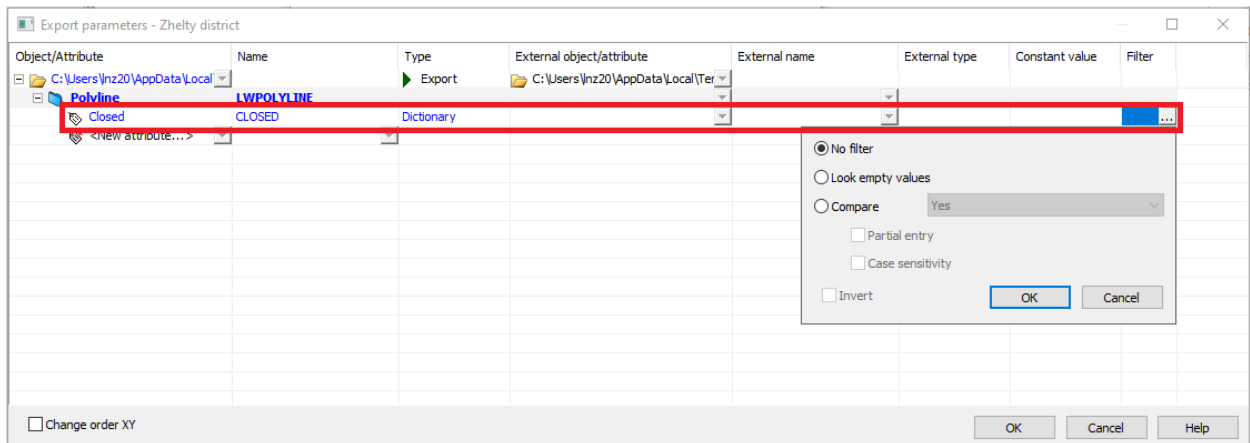 Export parameters - Zhelty district
Object/Attribute Name Type External object/attribute External name External type Constant value Filter
C:\Users\lnz20\AppData\Local Export C:\Users\lnz20\AppData\Local\Ter
Polyline LWPOLYLINE
Closed CLOSED Dictionary ...
<New attribute...>
No filter
Look empty values
Compare Yes
Partial entry
Case sensitivity
Invert OK Cancel
Change order XY OK Cancel Help